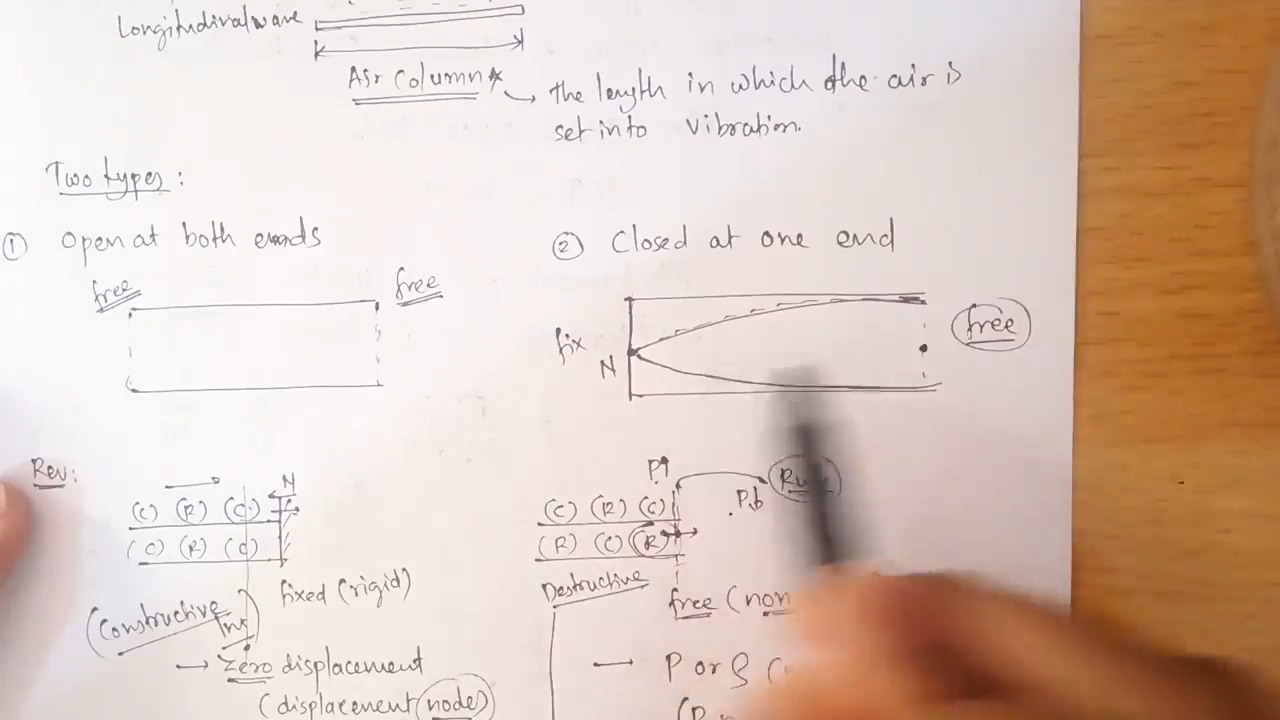 Longitudinal wave
Air Column
the length in which the air is
set into vibration.
Two types:
① Open at both ends
free
free
② Closed at one end
fix
N
free
Rev:
N
(C) (R) (C)
(C) (R) (C)
fixed (rigid)
(Constructive
→ Zero displacement
(displacement node)
P↑
(C) (R) (C)
(R) (C) (R)
Destructive
free (non
→ P or ρ (